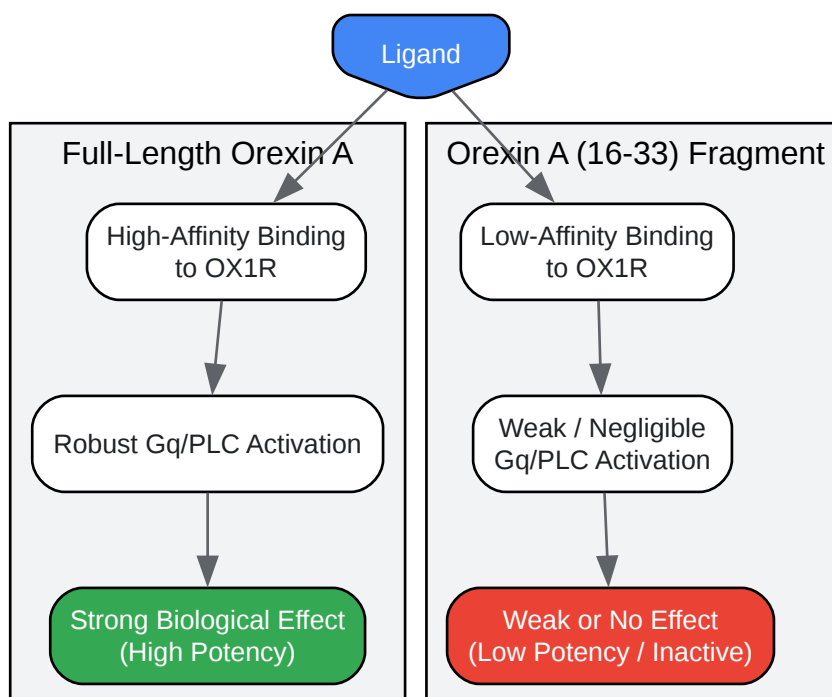 Ligand
Full-Length Orexin A
High-Affinity Binding
to OX1R
Robust Gq/PLC Activation
Strong Biological Effect
(High Potency)
Orexin A (16-33) Fragment
Low-Affinity Binding
to OX1R
Weak / Negligible
Gq/PLC Activation
Weak or No Effect
(Low Potency / Inactive)